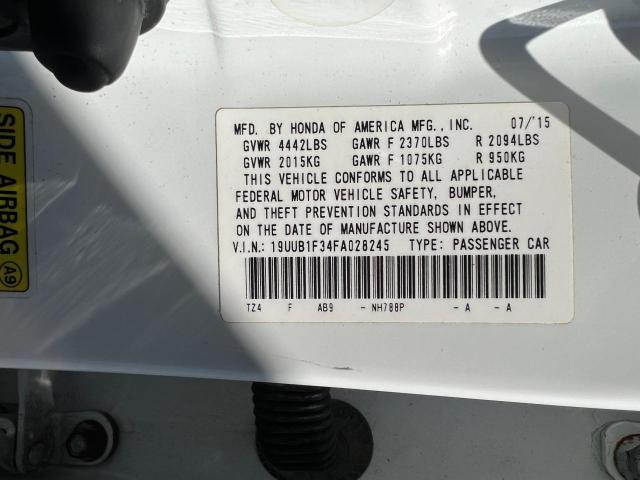 SIDE AIRBAG A9
MFD. BY HONDA OF AMERICA MFG., INC. 07/'15
GVWR 4442LBS GAWR F 2370LBS R 2094LBS
GVWR 2015KG GAWR F 1075KG R 950KG
THIS VEHICLE CONFORMS TO ALL APPLICABLE
FEDERAL MOTOR VEHICLE SAFETY, BUMPER,
AND THEFT PREVENTION STANDARDS IN EFFECT
ON THE DATE OF MANUFACTURE SHOWN ABOVE.
V.I.N.: 19UUB1F34FA028245 TYPE: PASSENGER CAR
TZ4 F AB9 - NH788P - A - A